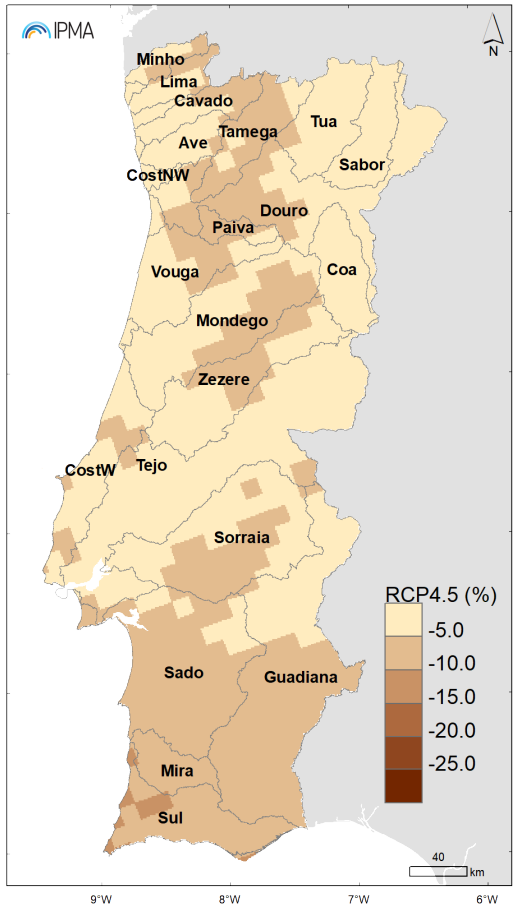 IPMA
N
Minho
Lima
Cavado
Tamega
Tua
Ave
Sabor
CostNW
Douro
Paiva
Vouga
Coa
Mondego
Zezere
CostW
Tejo
Sorraia
Sado
Guadiana
Mira
Sul
RCP4.5 (%)
-5.0
-10.0
-15.0
-20.0
-25.0
40
km
9°W
8°W
7°W
6°W